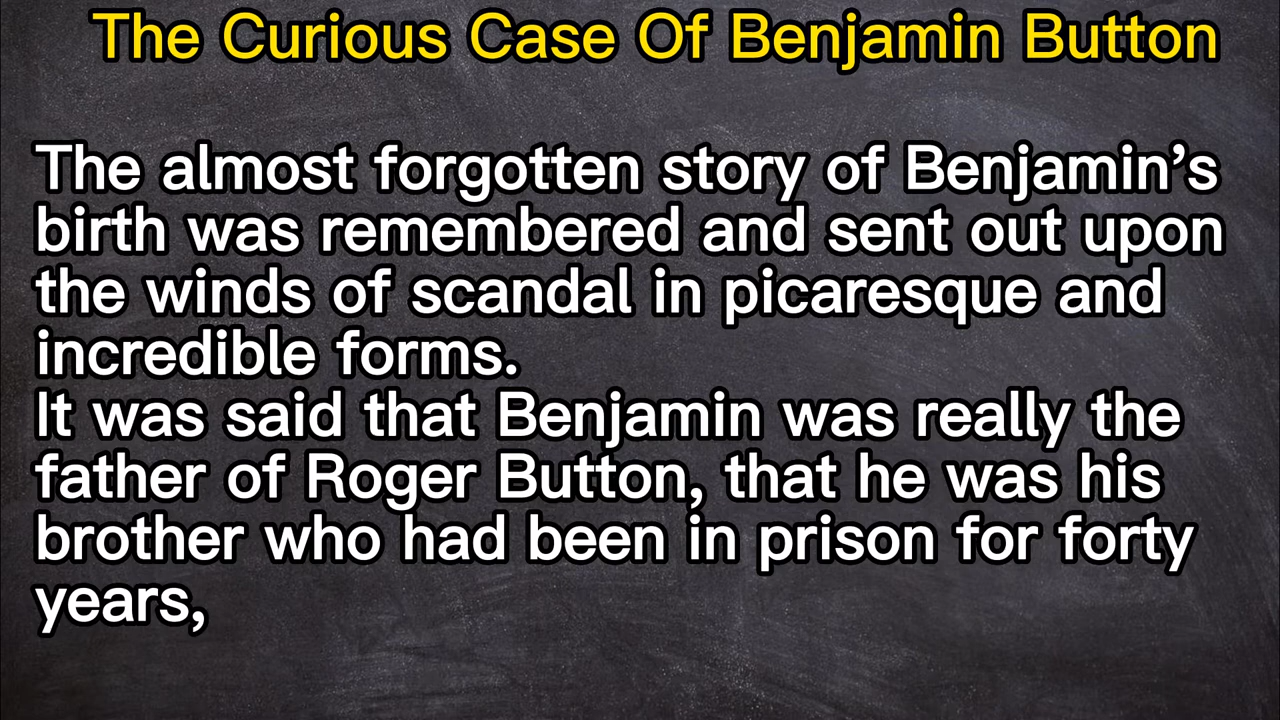 The Curious Case Of Benjamin Button
The almost forgotten story of Benjamin’s
birth was remembered and sent out upon
the winds of scandal in picaresque and
incredible forms.
It was said that Benjamin was really the
father of Roger Button, that he was his
brother who had been in prison for forty
years,